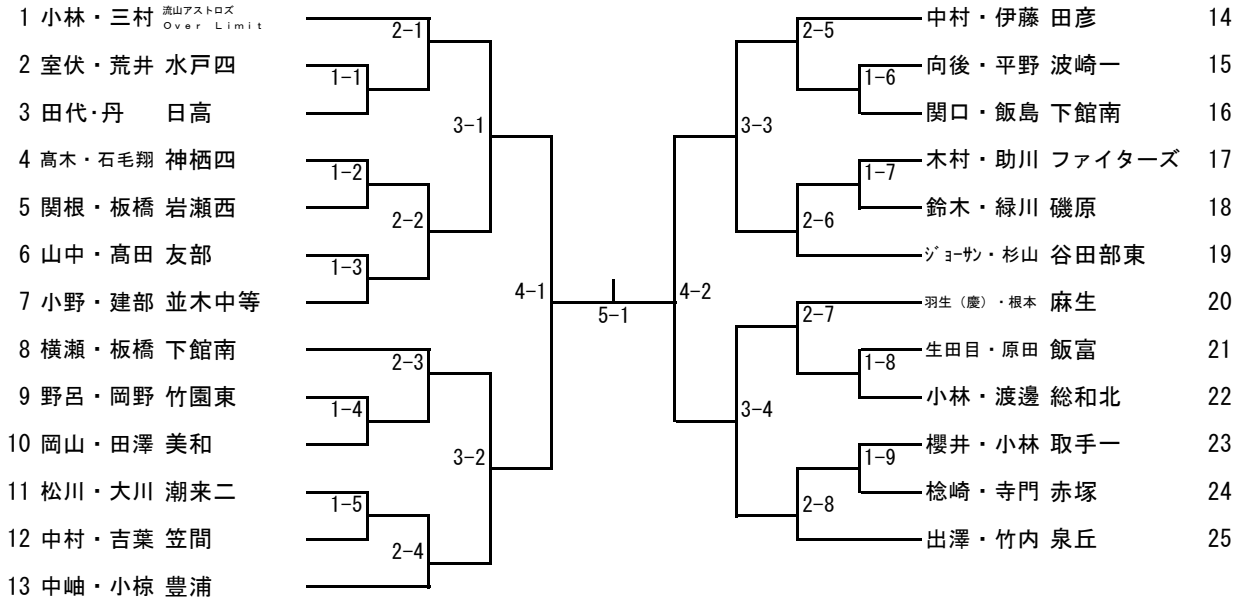 1 小林・三村 流山アストロズ Over Limit
2 室伏・荒井 水戸四
3 田代・丹 日高
4 髙木・石毛翔 神栖四
5 関根・板橋 岩瀬西
6 山中・髙田 友部
7 小野・建部 並木中等
8 横瀬・板橋 下館南
9 野呂・岡野 竹園東
10 岡山・田澤 美和
11 松川・大川 潮来二
12 中村・吉葉 笠間
13 中岫・小椋 豊浦
2-1
1-1
3-1
1-2
2-2
1-3
4-1
2-3
1-4
3-2
1-5
2-4
5-1
4-2
2-5
1-6
3-3
1-7
2-6
2-7
1-8
3-4
1-9
2-8
中村・伊藤 田彦 14
向後・平野 波崎一 15
関口・飯島 下館南 16
木村・助川 ファイターズ 17
鈴木・緑川 磯原 18
ジョーサン・杉山 谷田部東 19
羽生（慶）・根本 麻生 20
生田目・原田 飯富 21
小林・渡邊 総和北 22
櫻井・小林 取手一 23
棯崎・寺門 赤塚 24
出澤・竹内 泉丘 25